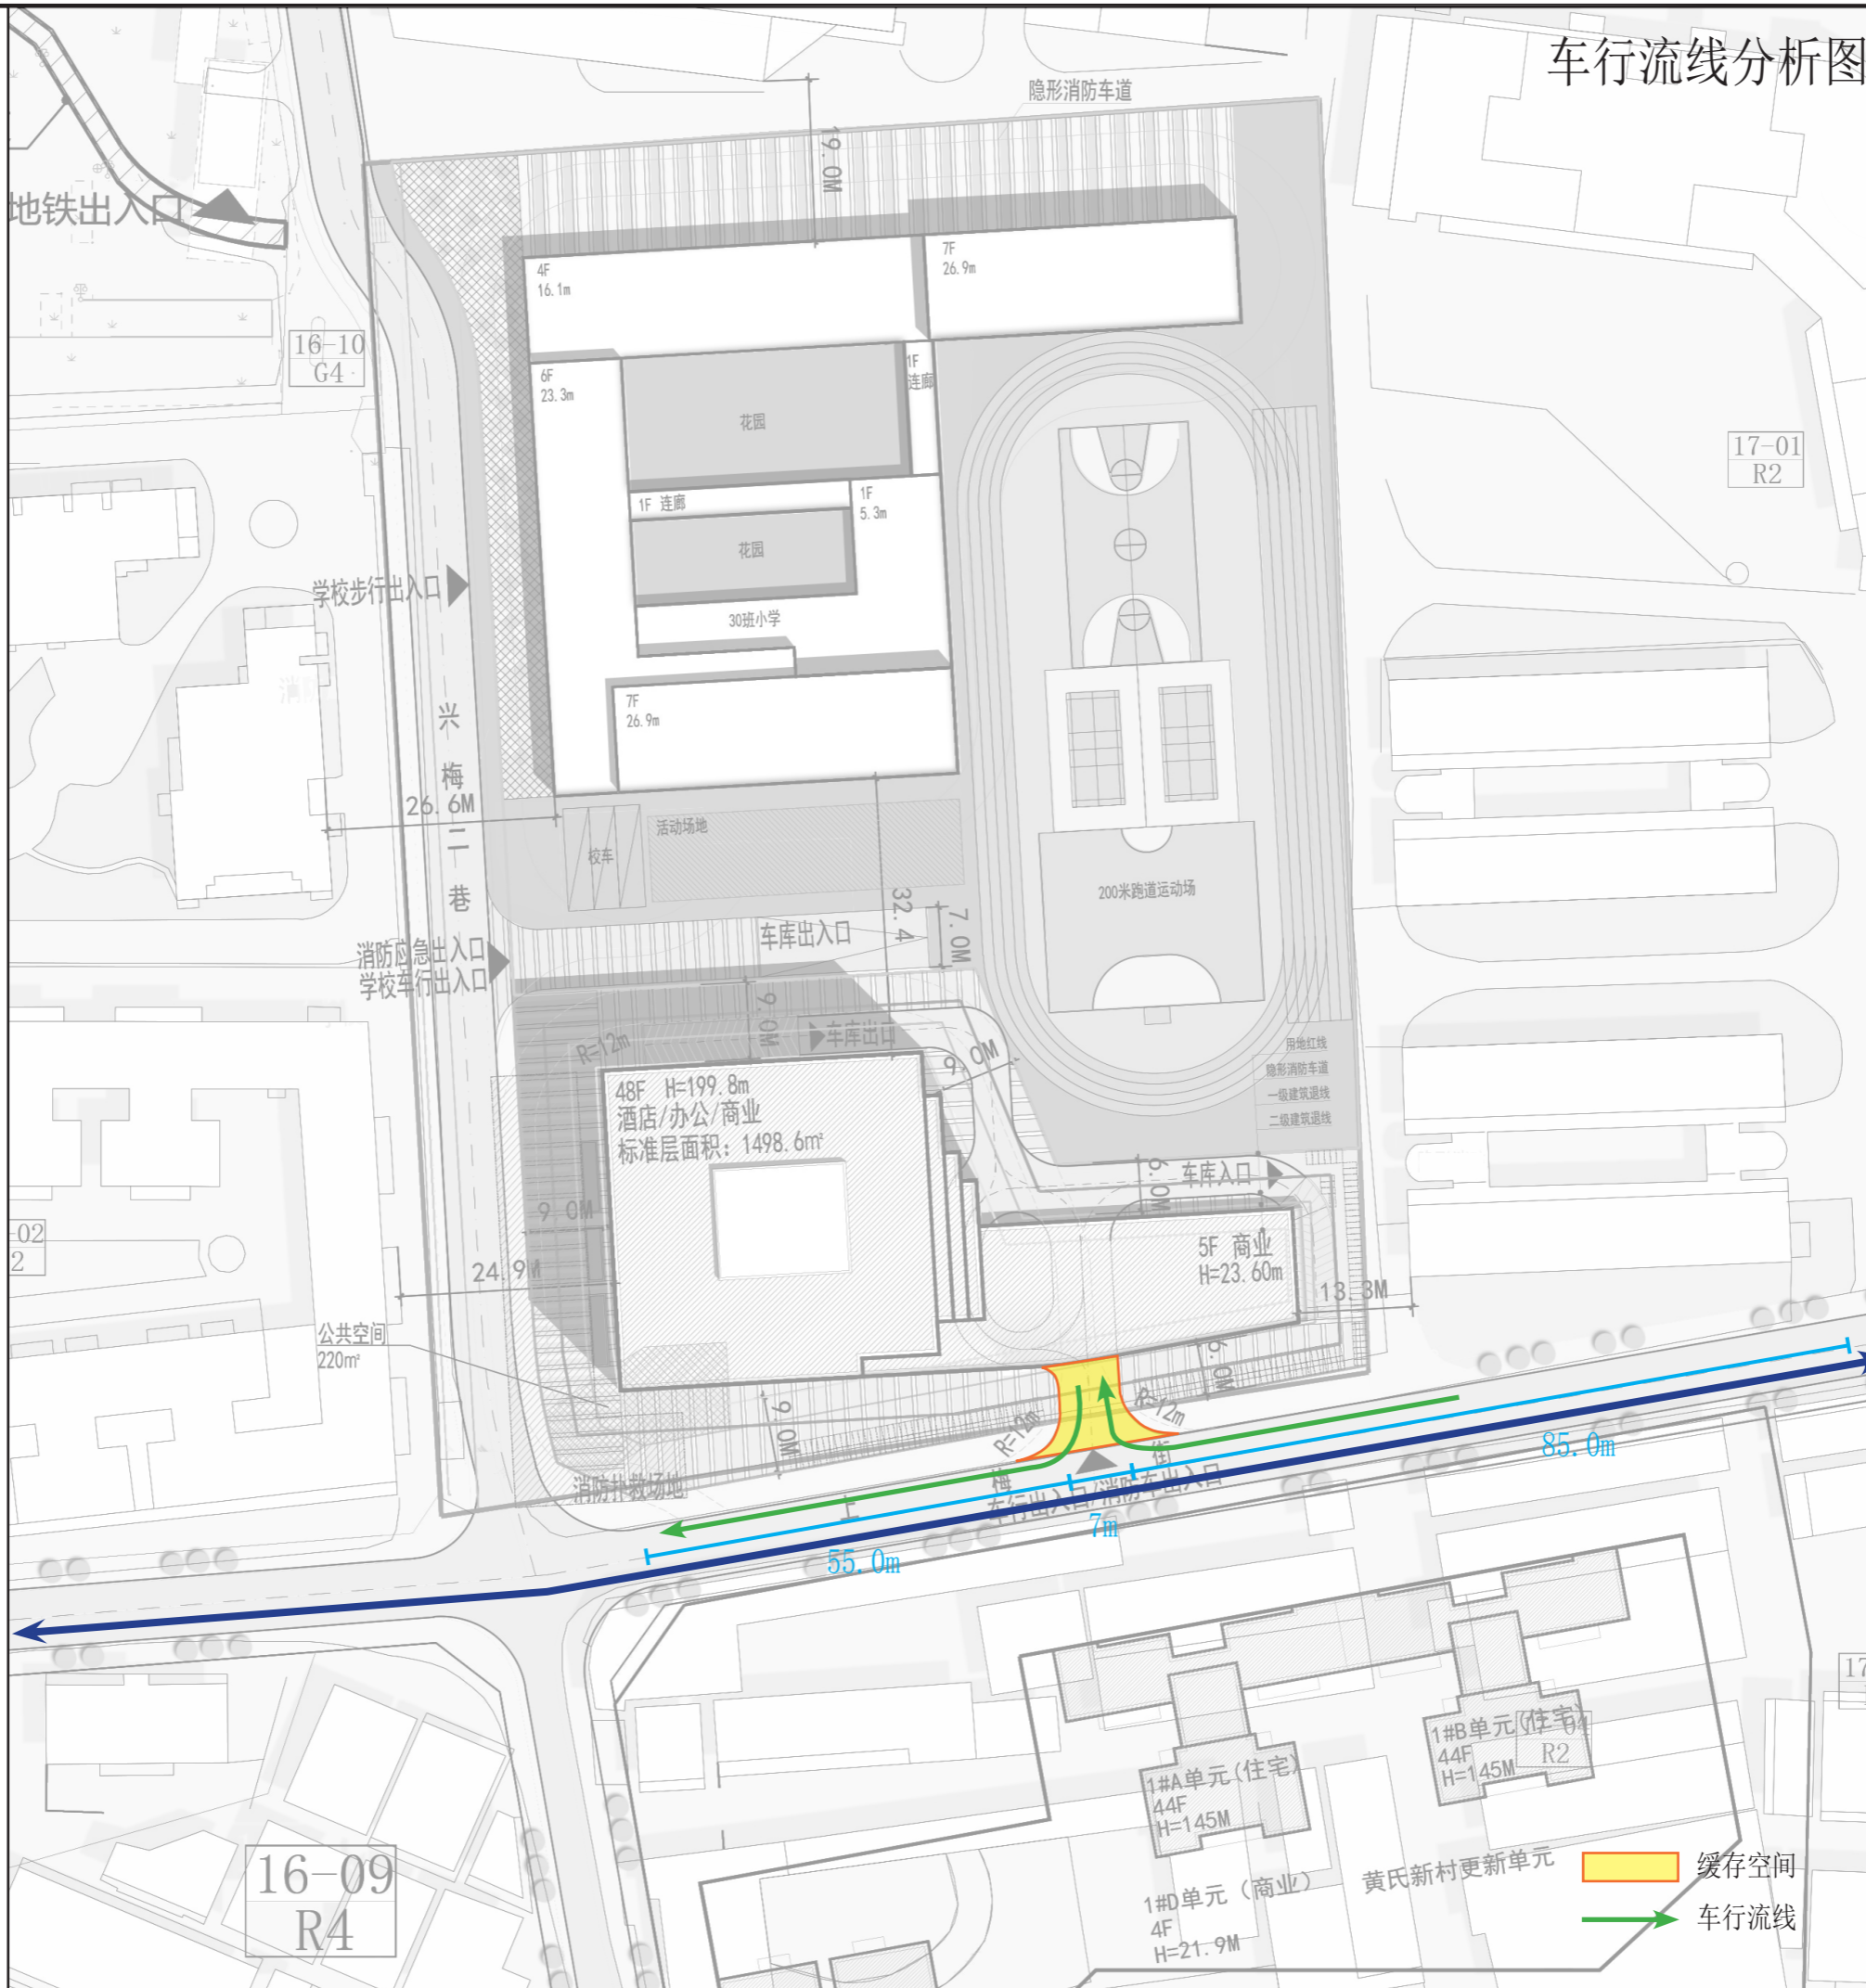 车行流线分析图
隐形消防车道
19.0M
地铁出入口
4F
16.1m
7F
26.9m
16-10
G4
6F
23.3m
1F
连廊
花园
17-01
R2
1F 连廊
1F
5.3m
花园
学校步行出入口
30班小学
7F
26.9m
兴梅二巷
26.6M
活动场地
校车
200米跑道运动场
32.4
7.0M
车库出入口
消防应急出入口
学校车行出入口
9.0M
R=12m
车库出口
9.0M
用地红线
隐形消防车道
一级建筑退线
二级建筑退线
48F H=199.8m
酒店/办公/商业
标准层面积: 1498.6㎡
6.0M
车库入口
9.0M
-02
2
24.9M
5F 商业
H=23.60m
13.3M
公共空间
220㎡
6.0M
9.0M
R=12m
R=12m
消防扑救场地
上梅街
车行出入口/消防车出入口
85.0m
7m
55.0m
17
1#B单元(住宅)
44F
H=145M
04
R2
1#A单元(住宅)
44F
H=145M
16-09
R4
1#D单元(商业)
4F
H=21.9M
黄氏新村更新单元
缓存空间
车行流线